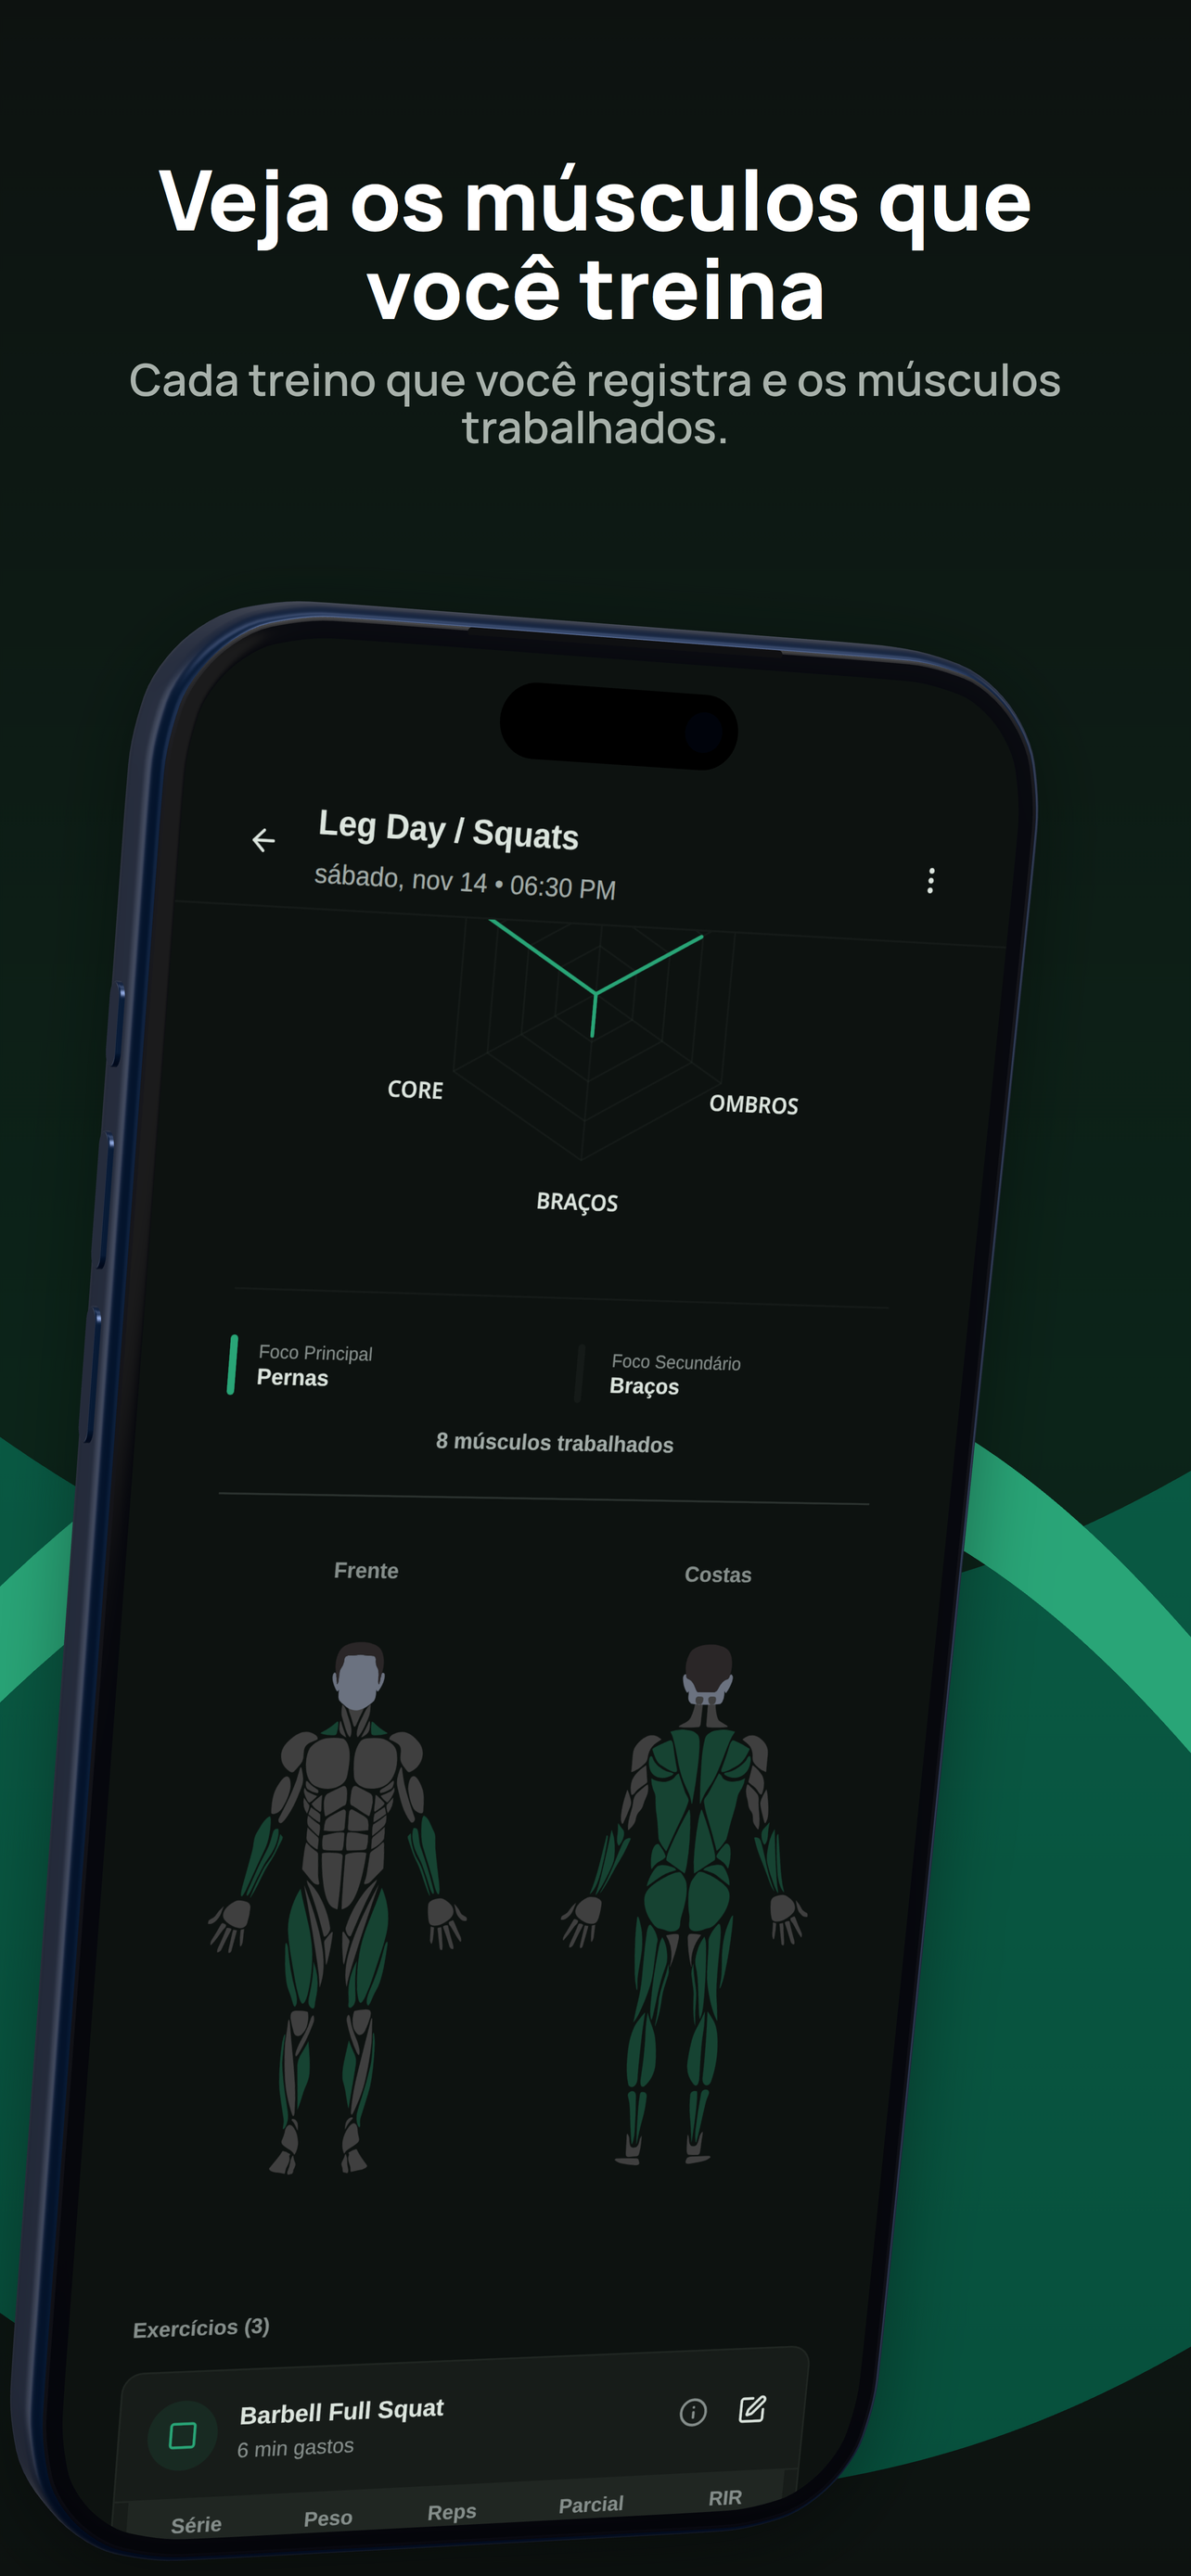 Veja os músculos que
você treina
Cada treino que você registra e os músculos
trabalhados.
Leg Day / Squats
sábado, nov 14 • 06:30 PM
CORE
OMBROS
BRAÇOS
Foco Principal
Pernas
Foco Secundário
Braços
8 músculos trabalhados
Frente
Costas
Exercícios (3)
Barbell Full Squat
6 min gastos
Série Peso Reps Parcial RIR